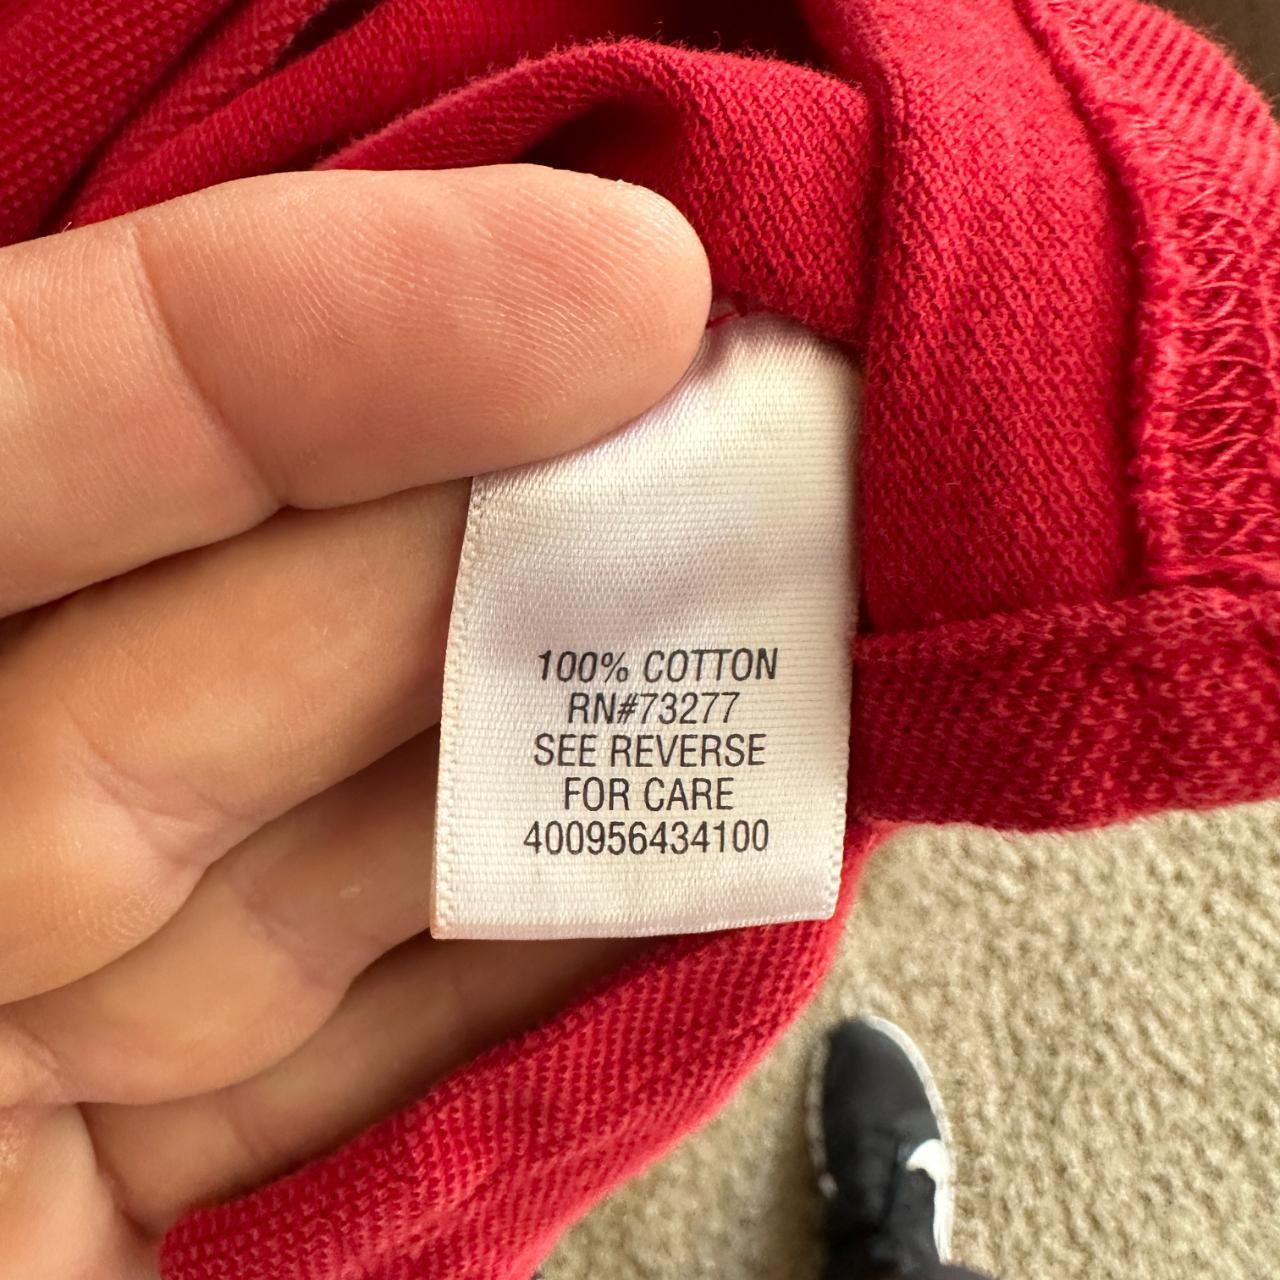 100% COTTON
RN#73277
SEE REVERSE
FOR CARE
400956434100